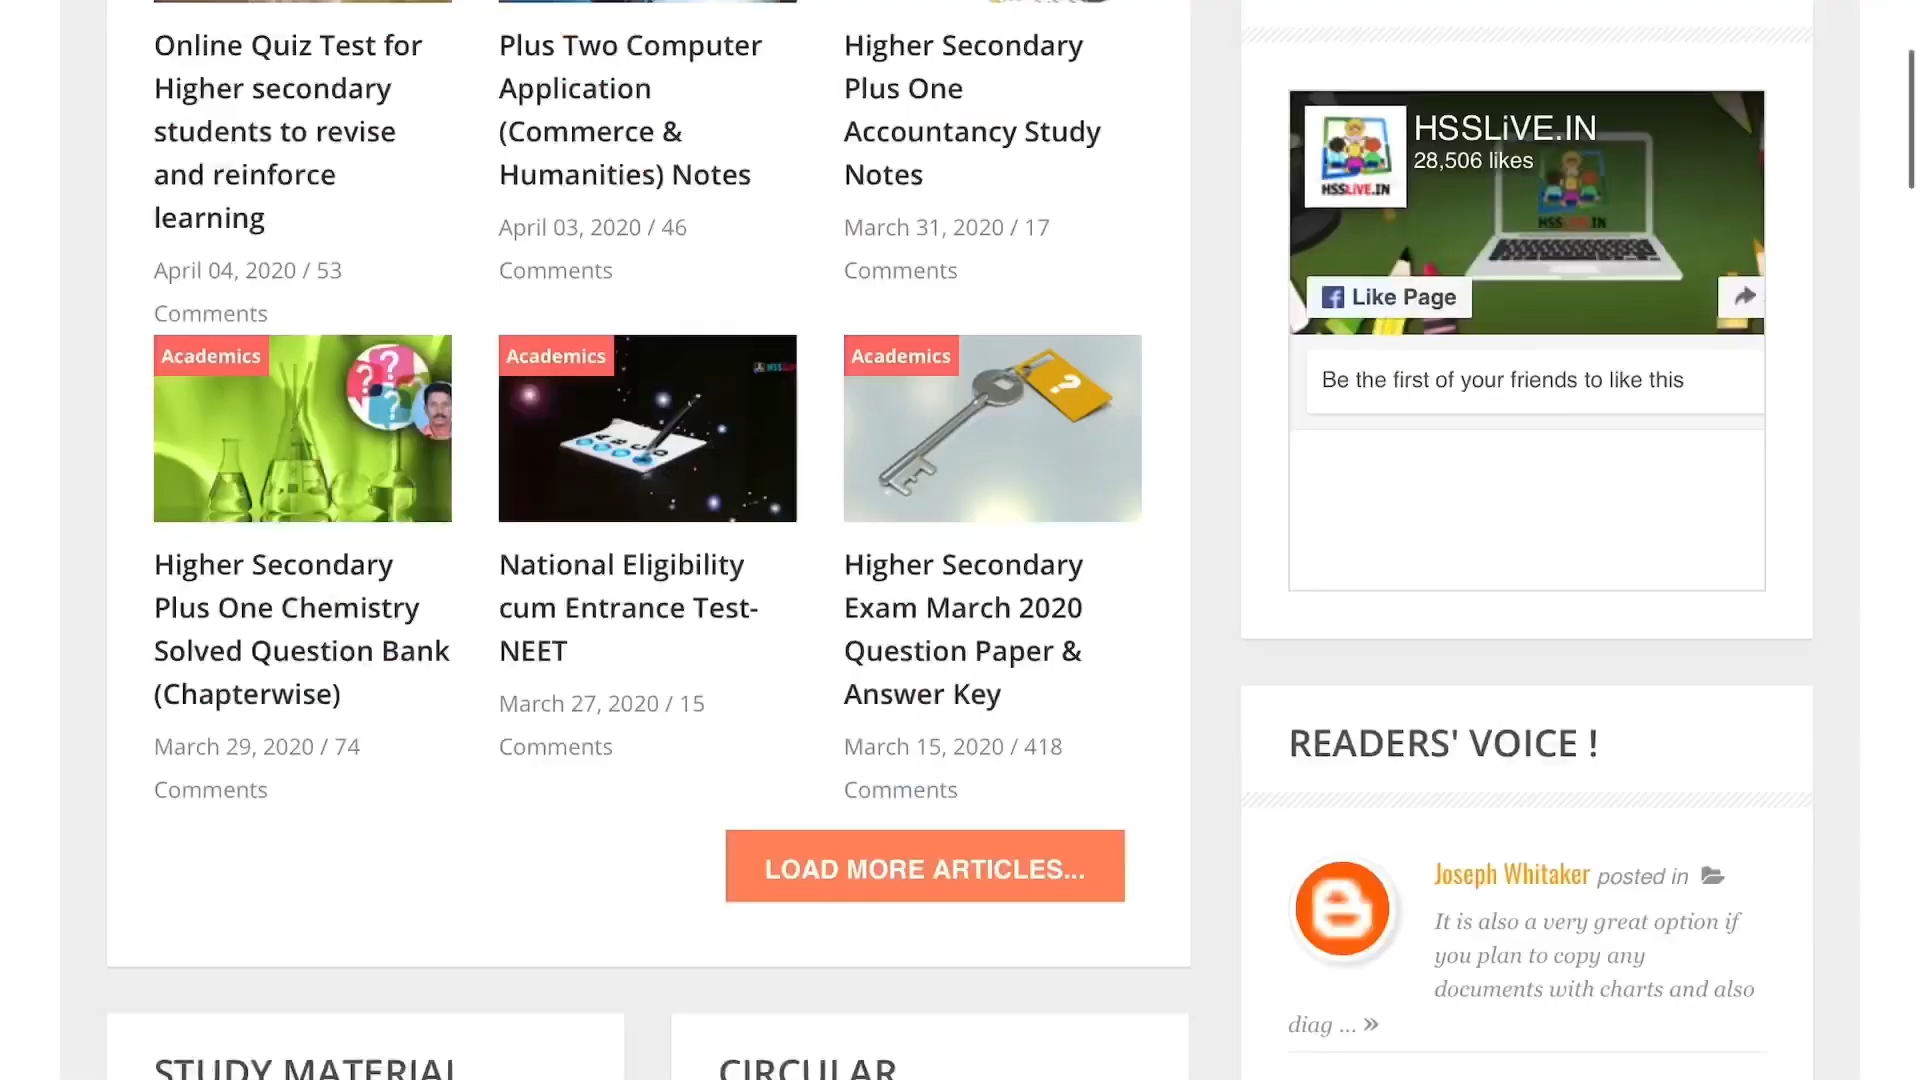 Online Quiz Test for
Higher secondary
students to revise
and reinforce
learning
April 04, 2020 / 53
Comments
Plus Two Computer
Application
(Commerce &
Humanities) Notes
April 03, 2020 / 46
Comments
Higher Secondary
Plus One
Accountancy Study
Notes
March 31, 2020 / 17
Comments
Academics
Higher Secondary
Plus One Chemistry
Solved Question Bank
(Chapterwise)
March 29, 2020 / 74
Comments
Academics
National Eligibility
cum Entrance Test-
NEET
March 27, 2020 / 15
Comments
Academics
?
Higher Secondary
Exam March 2020
Question Paper &
Answer Key
March 15, 2020 / 418
Comments
LOAD MORE ARTICLES...
STUDY MATERIAL
CIRCULAR
HSSLiVE.IN
HSSLiVE.IN
28,506 likes
HSSLiVE.IN
Like Page
Be the first of your friends to like this
READERS' VOICE !
Joseph Whitaker posted in
It is also a very great option if
you plan to copy any
documents with charts and also
diag ... »